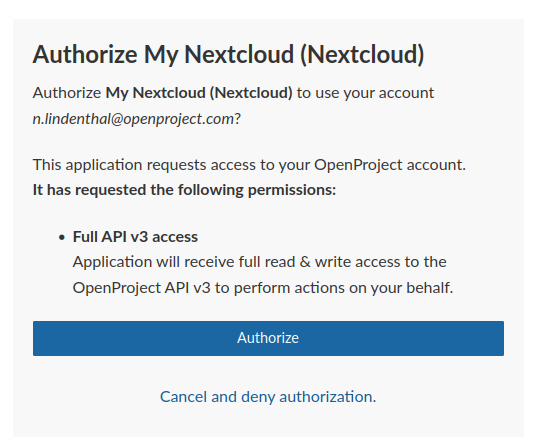 Authorize My Nextcloud (Nextcloud)
Authorize My Nextcloud (Nextcloud) to use your account
n.lindenthal@openproject.com?
This application requests access to your OpenProject account.
It has requested the following permissions:
• Full API v3 access
Application will receive full read & write access to the
OpenProject API v3 to perform actions on your behalf.
Authorize
Cancel and deny authorization.